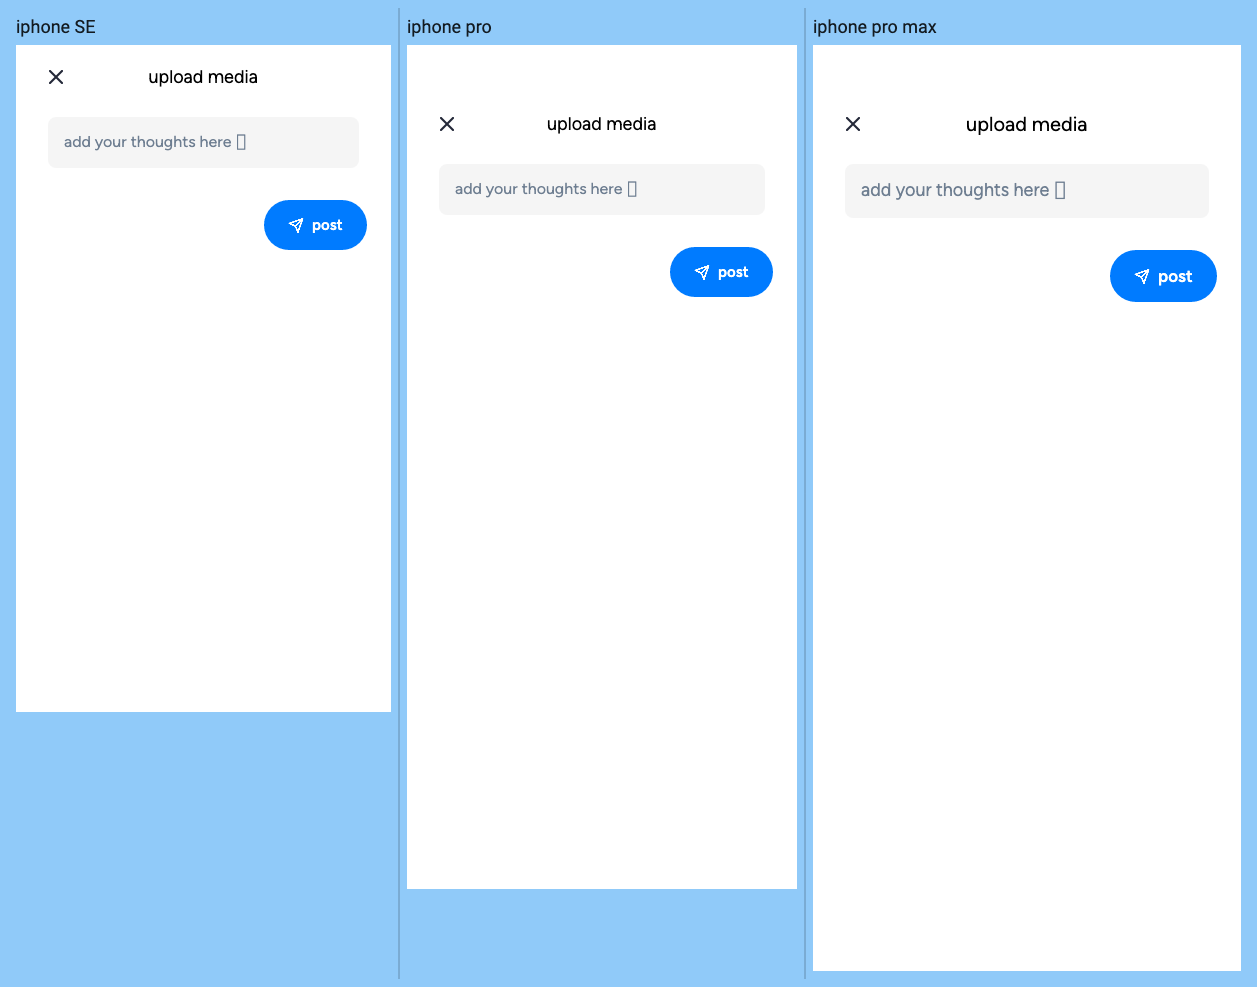 iphone SE
upload media
add your thoughts here
post
iphone pro
upload media
add your thoughts here
post
iphone pro max
upload media
add your thoughts here
post